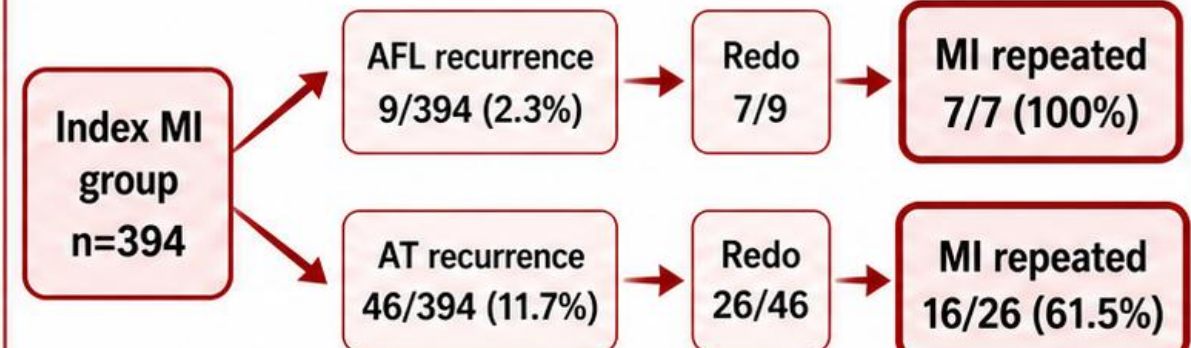 Index MI
group
n=394
AFL recurrence
9/394 (2.3%)
Redo
7/9
MI repeated
7/7 (100%)
AT recurrence
46/394 (11.7%)
Redo
26/46
MI repeated
16/26 (61.5%)